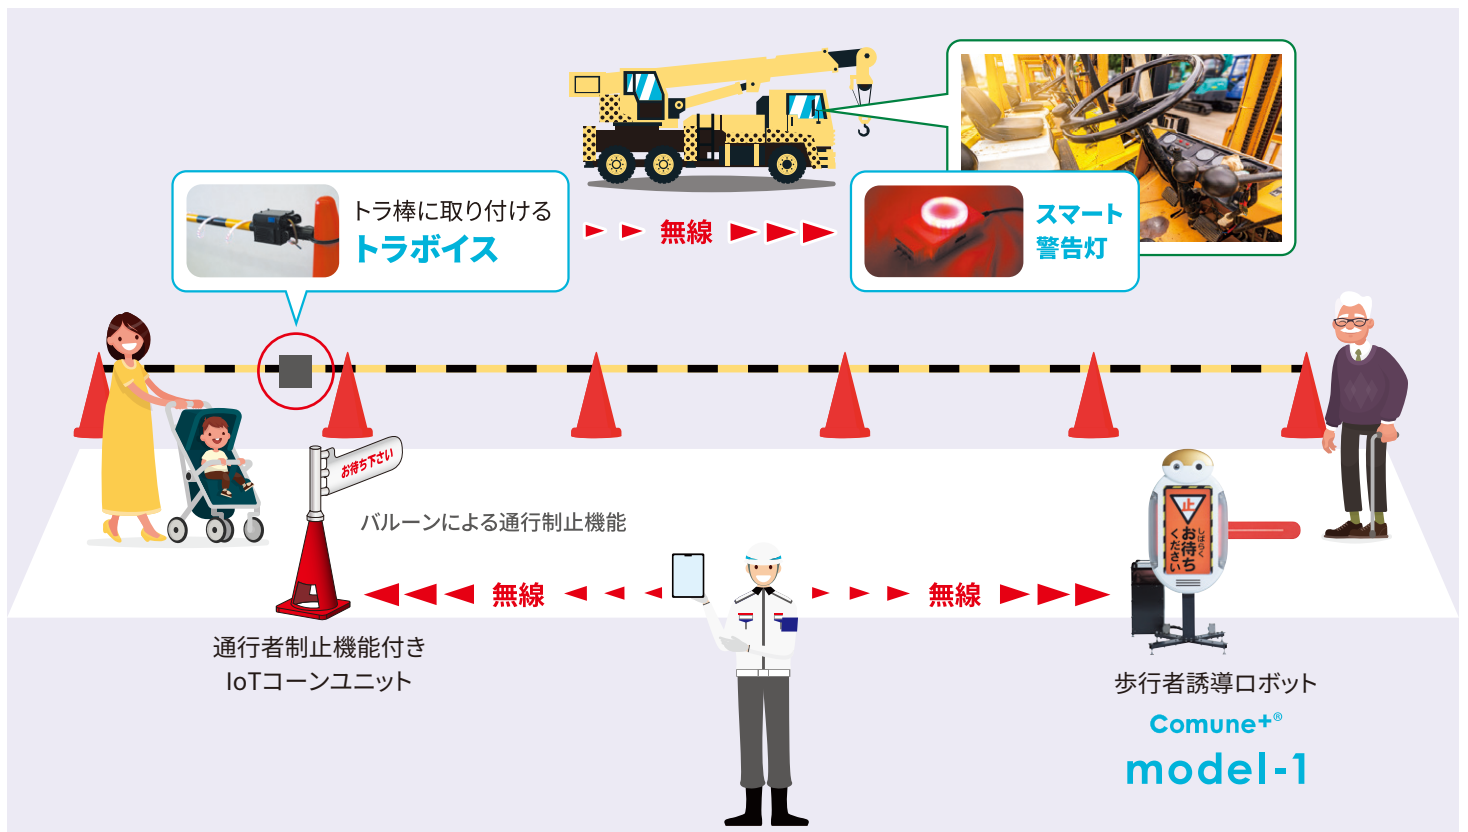 トラ棒に取り付ける
トラボイス
無線
スマート
警告灯
お待ち下さい
バルーンによる通行制止機能
無線
無線
止
しばらく
お待ち
ください
通行者制止機能付き
IoTコーンユニット
歩行者誘導ロボット
Comune+®
model-1